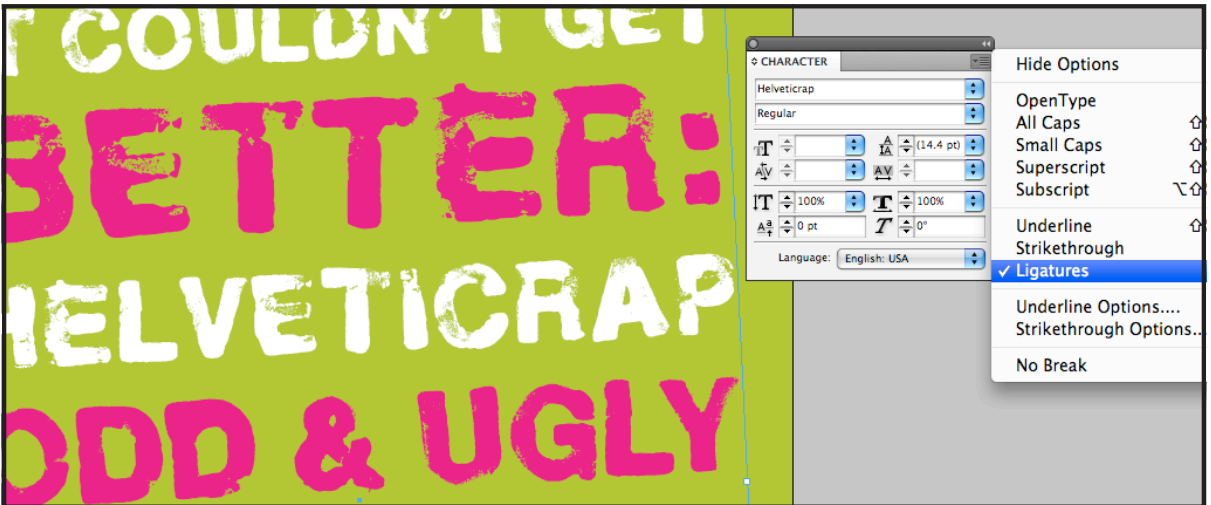 T COULDN'T GET
BETTER:
HELVETICRAP
ODD & UGLY
CHARACTER
Helveticrap
Regular
(14.4 pt)
100%
100%
0 pt
0°
Language: English: USA
Hide Options
OpenType
All Caps
Small Caps
Superscript
Subscript
Underline
Strikethrough
✓ Ligatures
Underline Options....
Strikethrough Options..
No Break